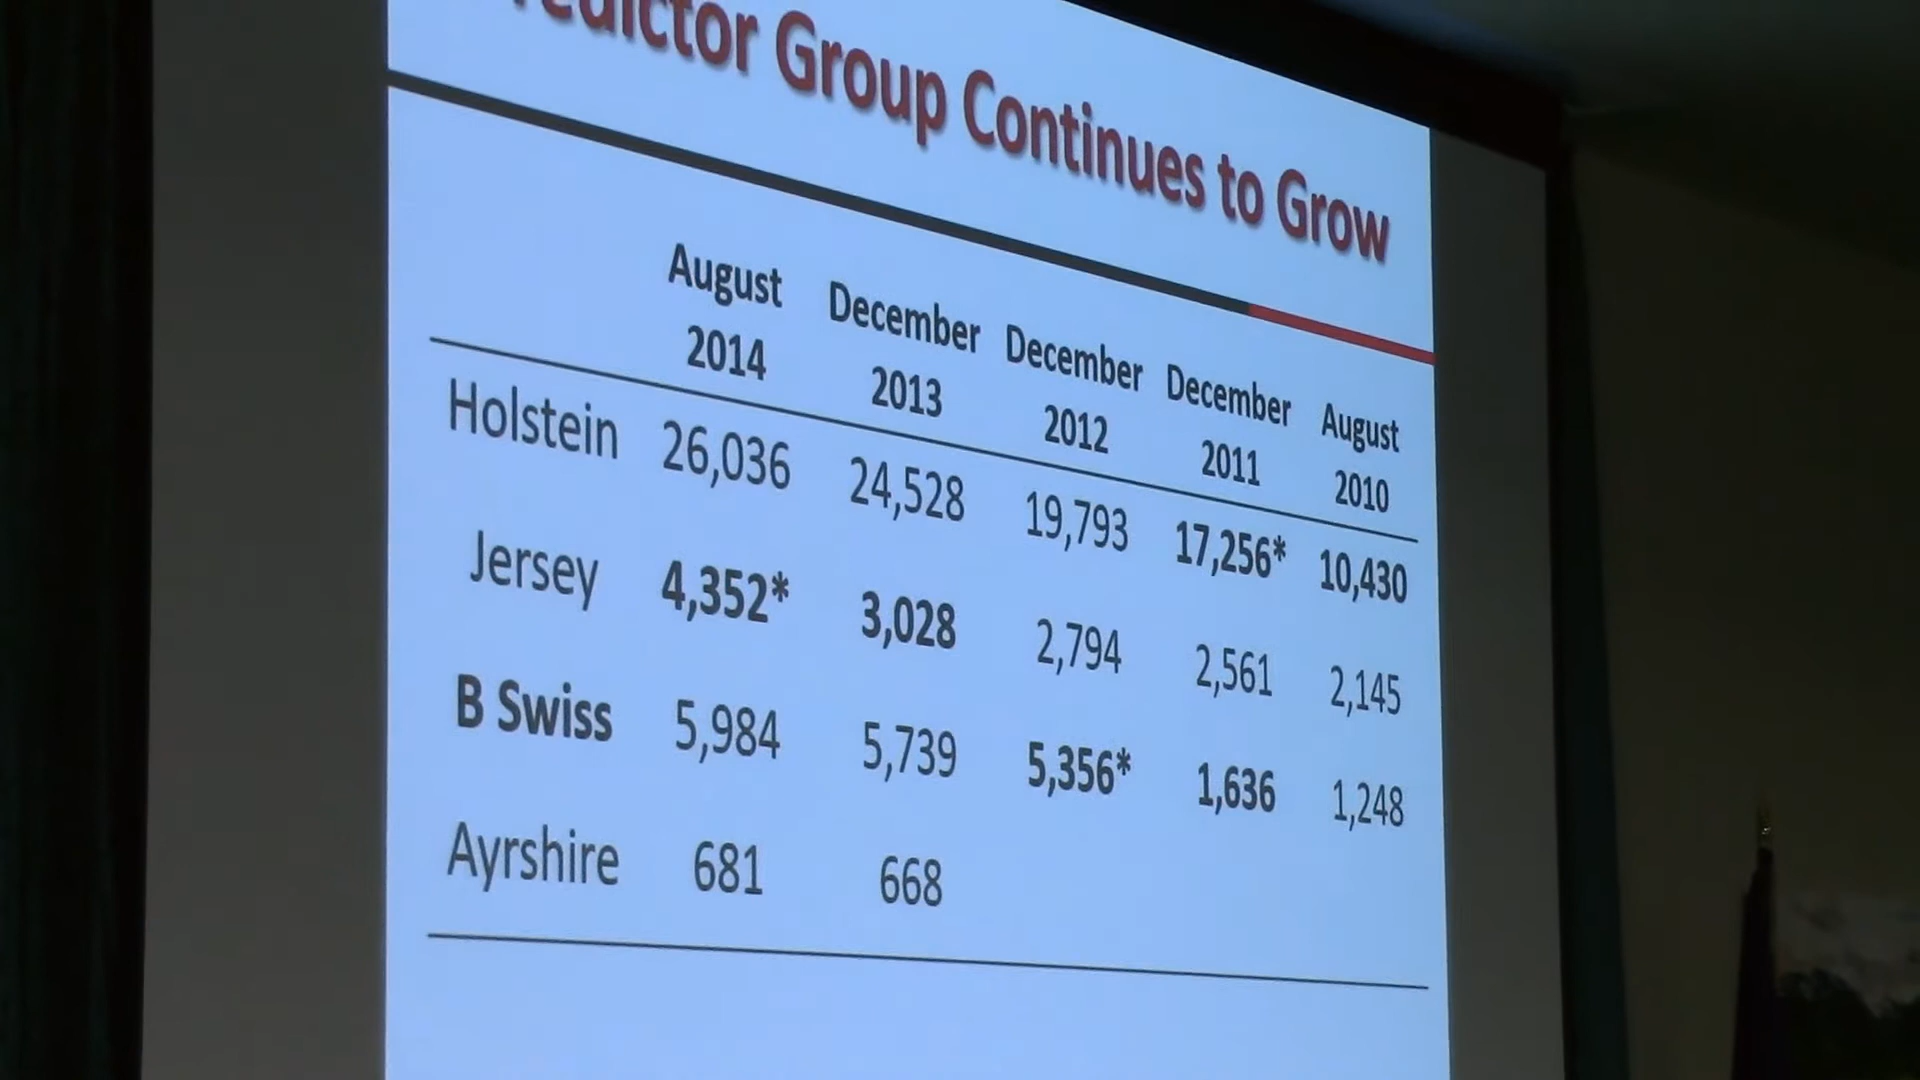 Group Continues to Grow
August December December December August
2014 2013 2012 2011 2010
Holstein 26,036 24,528 19,793 17,256* 10,430
Jersey 4,352* 3,028 2,794 2,561 2,145
B Swiss 5,984 5,739 5,356* 1,636 1,248
Ayrshire 681 668